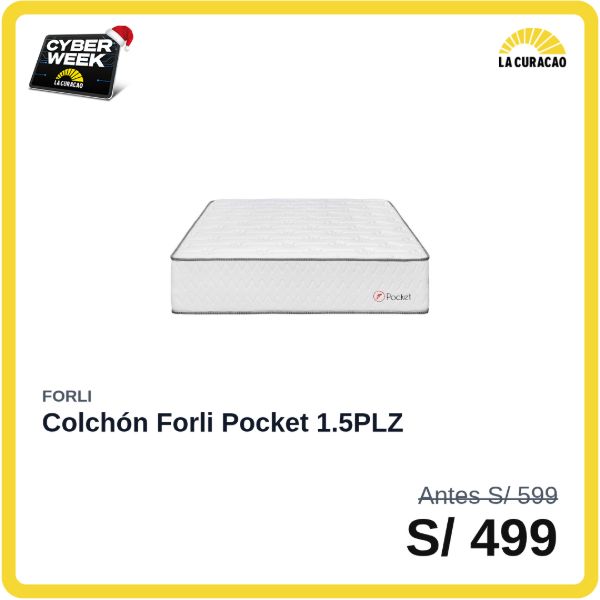 CYBER
WEEK
LA CURACAO
LA CURACAO
Pocket
FORLI
Colchón Forli Pocket 1.5PLZ
Antes S/ 599
S/ 499